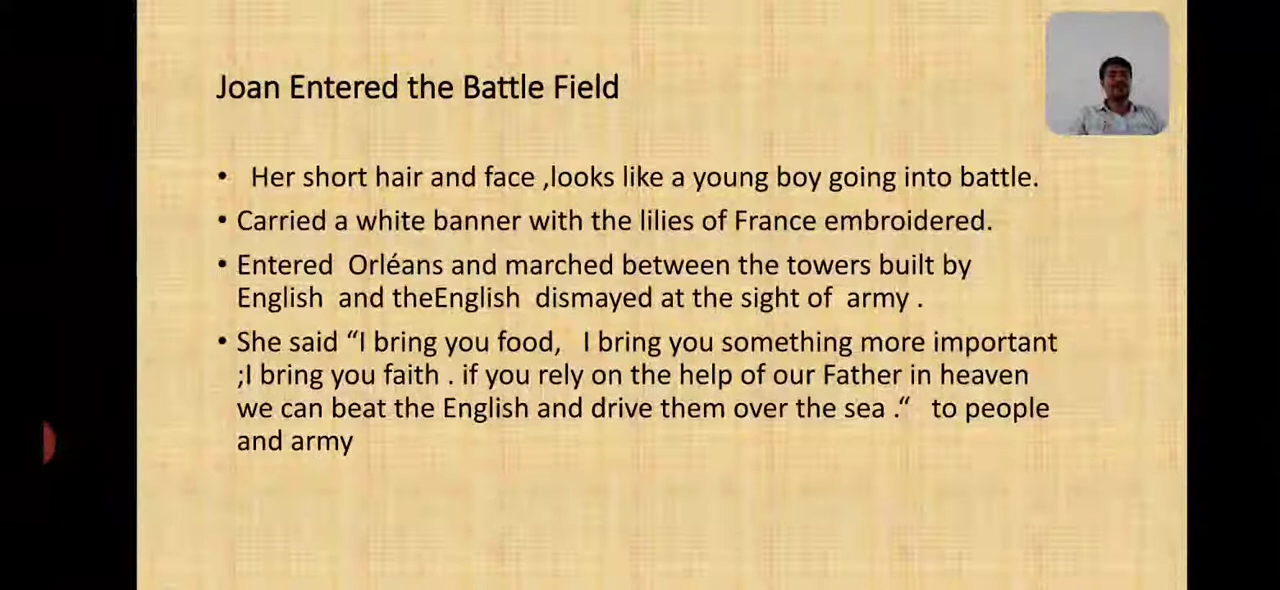 Joan Entered the Battle Field
• Her short hair and face ,looks like a young boy going into battle.
• Carried a white banner with the lilies of France embroidered.
• Entered Orléans and marched between the towers built by
English and theEnglish dismayed at the sight of army .
• She said “I bring you food, I bring you something more important
;I bring you faith . if you rely on the help of our Father in heaven
we can beat the English and drive them over the sea .“ to people
and army